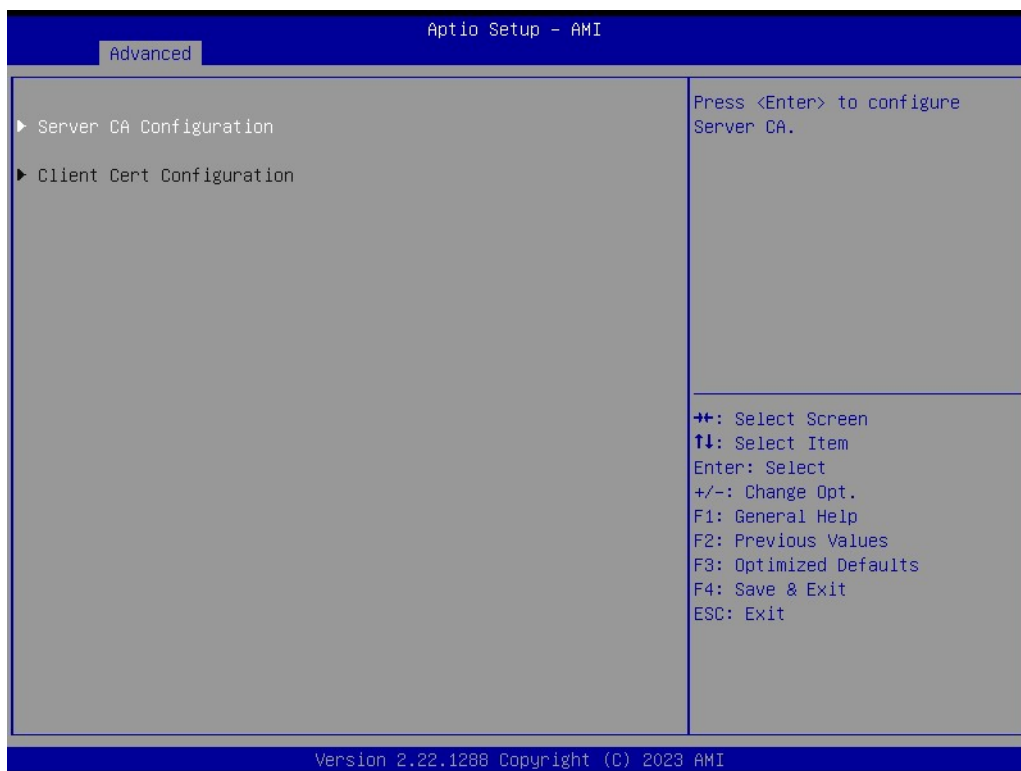 Aptio Setup – AMI
Advanced
▶ Server CA Configuration
▶ Client Cert Configuration
Press <Enter> to configure
Server CA.
→←: Select Screen
↑↓: Select Item
Enter: Select
+/-: Change Opt.
F1: General Help
F2: Previous Values
F3: Optimized Defaults
F4: Save & Exit
ESC: Exit
Version 2.22.1288 Copyright (C) 2023 AMI